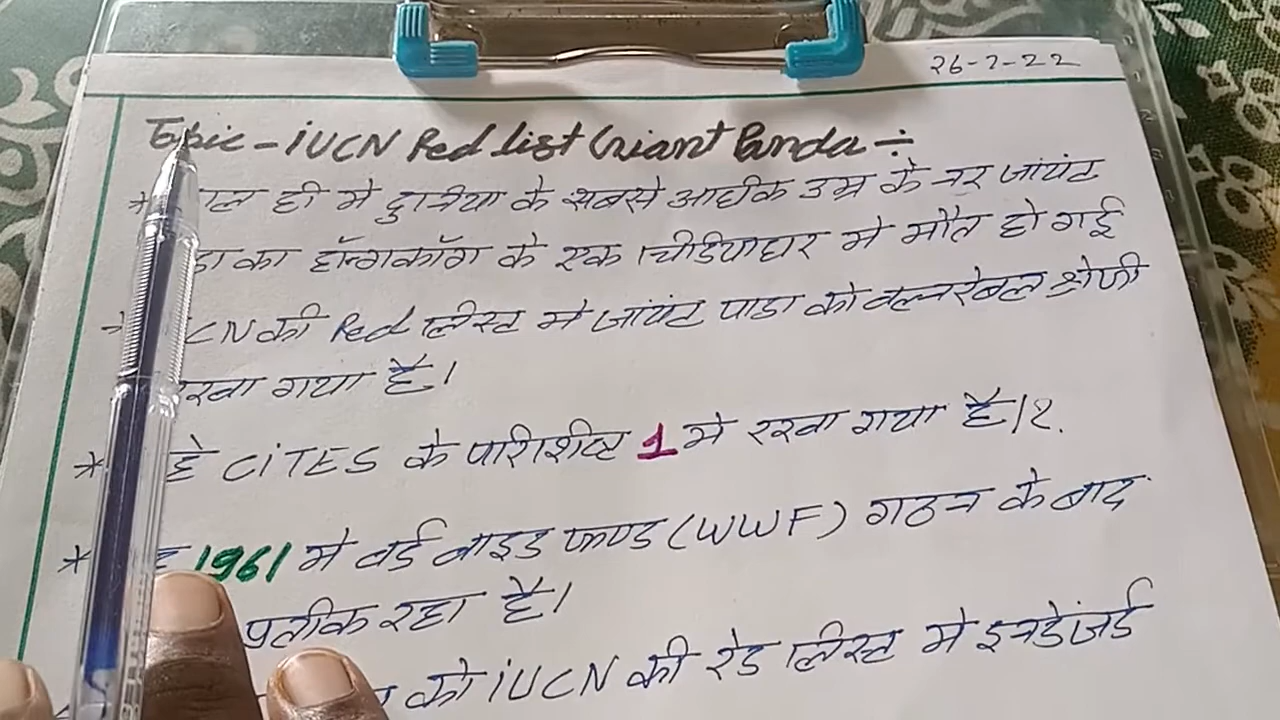 26-7-22
Topic - iUCN Red list Giant Panda ÷
* ाल ही मे दुनिया के सबसे आधीक उम्र के नर जांयंट
डा का हॉन्गकॉग के एक चिडियाघर मे मौत हो गई
→ CN की Red लिस्ट मे जांयंट पाडा को वल्नरेबल श्रेणी
रखा गया है।
* हे CiTES के परिशीष्ट 1 मे रखा गया है।२.
* 1961 मे वर्ड वाइड फण्ड (WWF) गठन के बाद
प्रतीक रहा है।
को iUCN की रेड लिस्ट मे इनडेंजर्ड